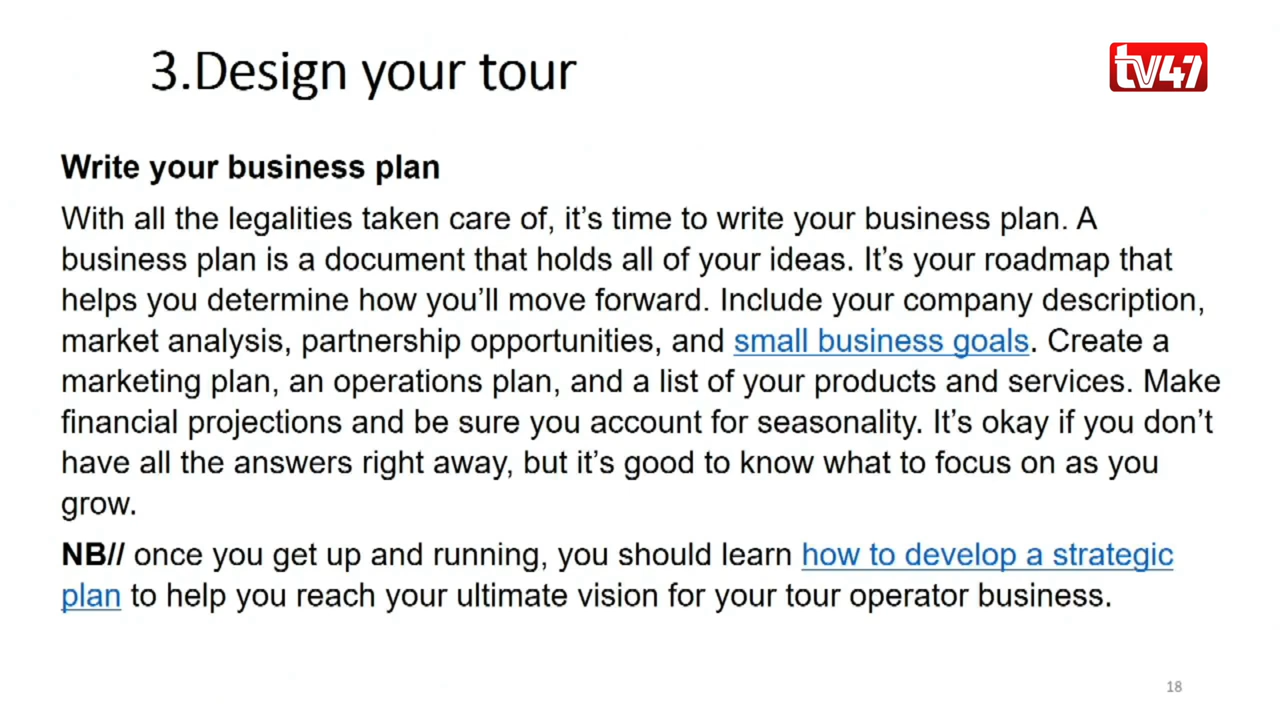 3.Design your tour
tv47
Write your business plan
With all the legalities taken care of, it’s time to write your business plan. A
business plan is a document that holds all of your ideas. It’s your roadmap that
helps you determine how you’ll move forward. Include your company description,
market analysis, partnership opportunities, and small business goals. Create a
marketing plan, an operations plan, and a list of your products and services. Make
financial projections and be sure you account for seasonality. It’s okay if you don’t
have all the answers right away, but it’s good to know what to focus on as you
grow.
NB// once you get up and running, you should learn how to develop a strategic
plan to help you reach your ultimate vision for your tour operator business.
18